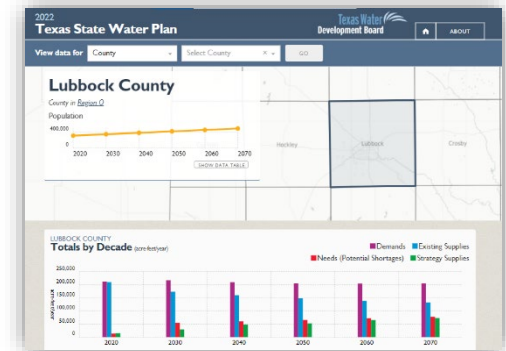 2022
Texas State Water Plan
Texas Water
Development Board
ABOUT
View data for County Select County × GO
Lubbock County
County in Region O
Population
400,000
0
2020 2030 2040 2050 2060 2070
SHOW DATA TABLE
Hockley Lubbock Crosby
LUBBOCK COUNTY
Totals by Decade (acre-feet/year)
Demands Existing Supplies
Needs (Potential Shortages) Strategy Supplies
250,000
200,000
150,000
100,000
50,000
0
2020 2030 2040 2050 2060 2070